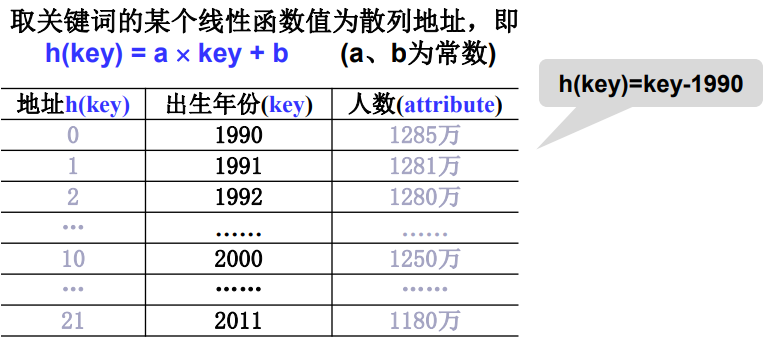 取关键词的某个线性函数值为散列地址，即
h(key) = a × key + b (a、b为常数)
h(key)=key-1990
地址h(key) 出生年份(key) 人数(attribute)
0 1990 1285万
1 1991 1281万
2 1992 1280万
… …… ……
10 2000 1250万
… …… ……
21 2011 1180万